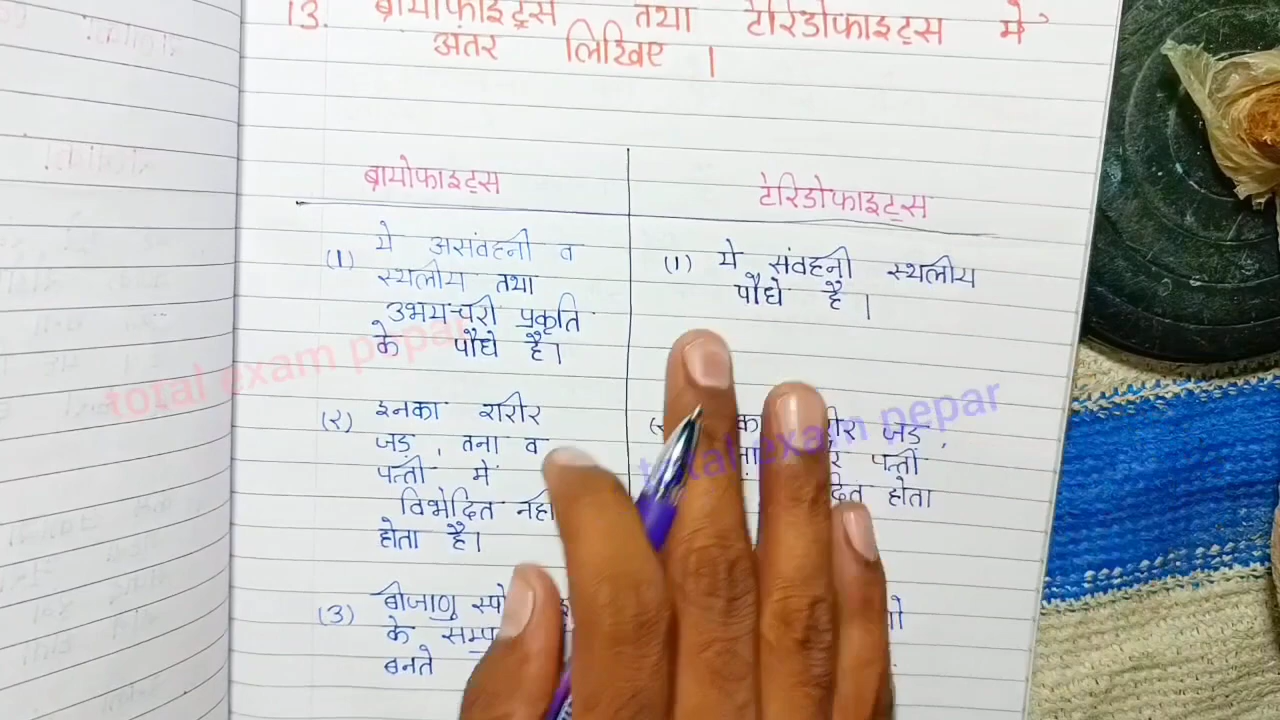 13. ब्रायोफाइट्स तथा टेरिडोफाइट्स में
अंतर लिखिए ।
ब्रायोफाइट्स
(1) ये असंवहनी व
स्थलीय तथा
उभयचरी प्रकृति
के पौधे है।
(२) इनका शरीर
जड़, तना व
पत्ती में
विभेदित नही
होता है।
(3) बीजाणु
के
बनते
टेरिडोफाइट्स
(1) ये संवहनी स्थलीय
पौधे है ।
जड़,
पत्ती
होता
total exam pepar
total exam pepar